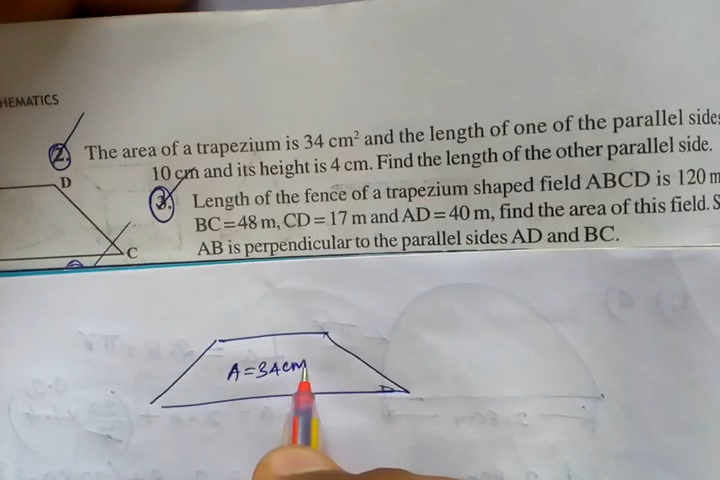 HEMATICS
2. The area of a trapezium is 34 cm² and the length of one of the parallel sides
10 cm and its height is 4 cm. Find the length of the other parallel side.
D
3. Length of the fence of a trapezium shaped field ABCD is 120 m
BC=48 m, CD=17 m and AD=40 m, find the area of this field. S
C
AB is perpendicular to the parallel sides AD and BC.
A=34cm